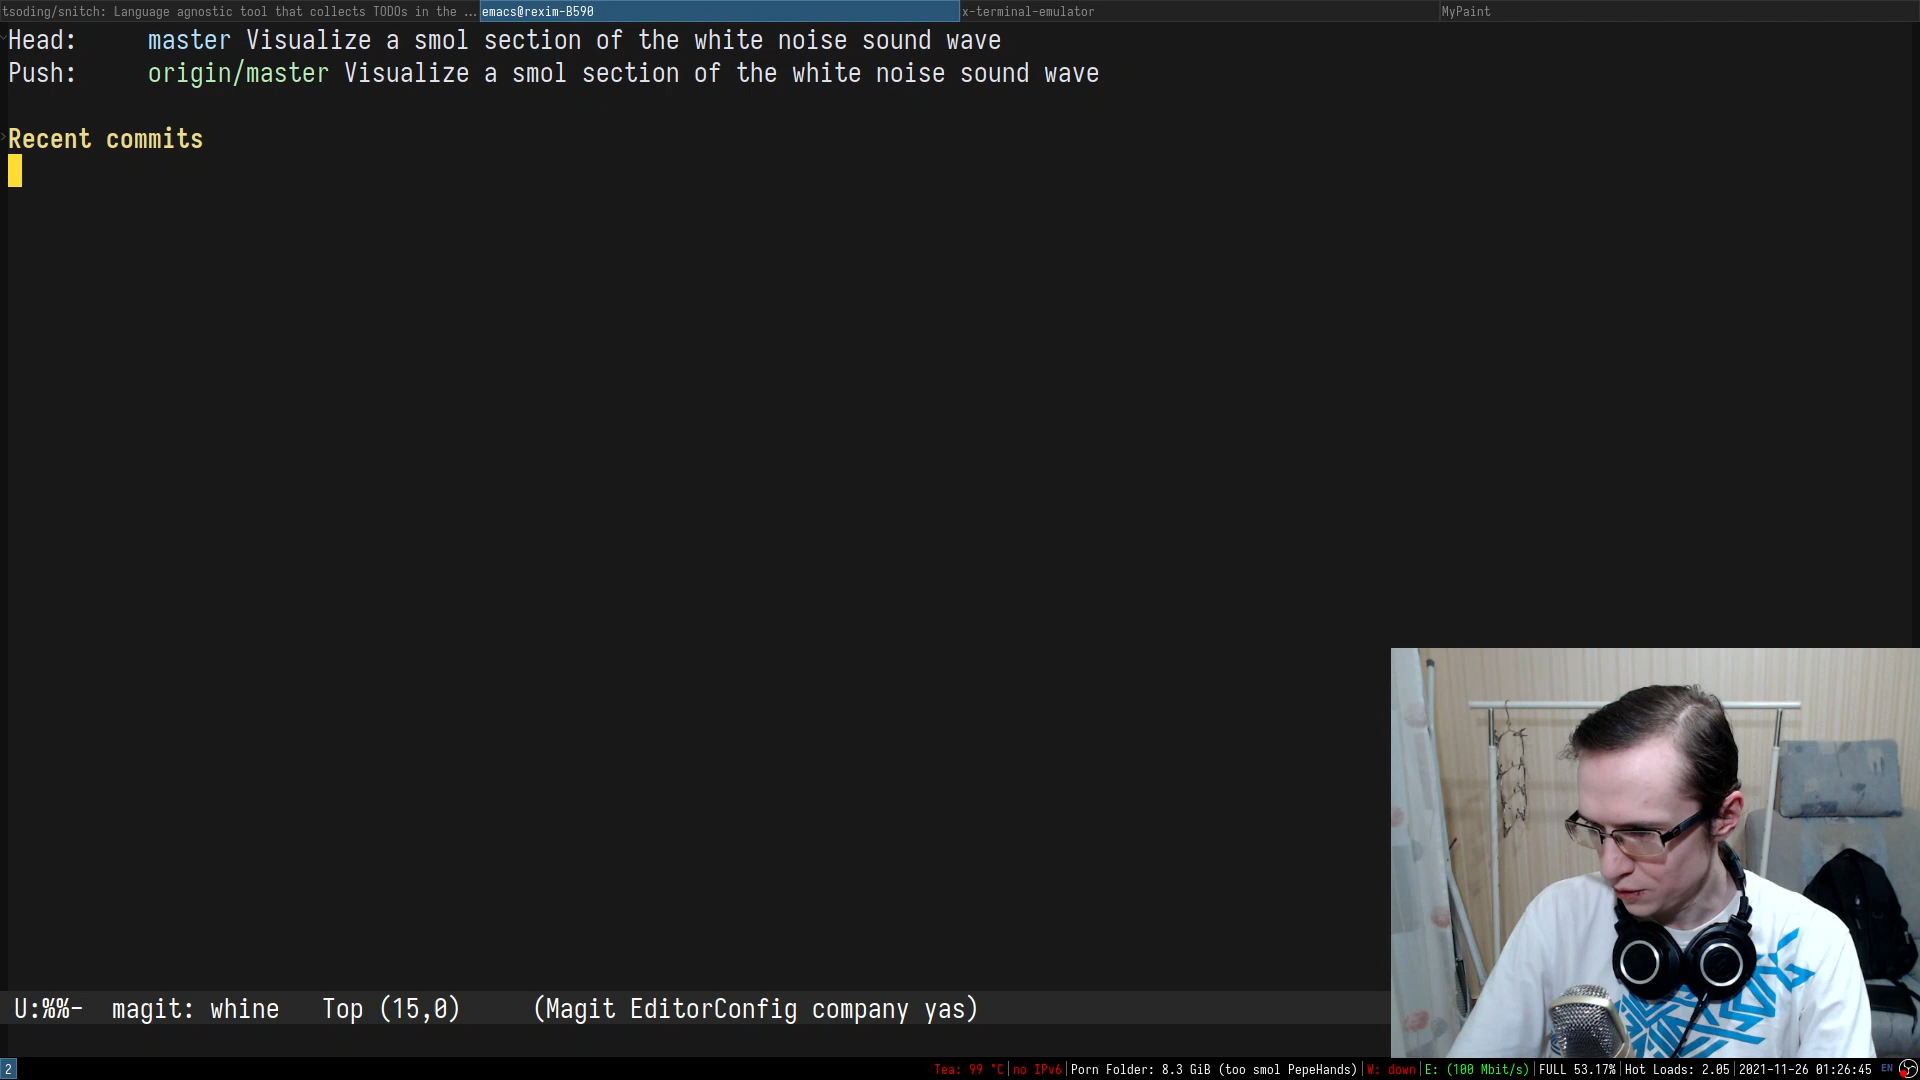 tsoding/snitch: Language agnostic tool that collects TODOs in the ...
emacs@rexim-B590
x-terminal-emulator
MyPaint
Head: master Visualize a smol section of the white noise sound wave
Push: origin/master Visualize a smol section of the white noise sound wave
Recent commits
U:%%- magit: whine Top (15,0) (Magit EditorConfig company yas)
2
Tea: 99 °C|no IPv6|Porn Folder: 8.3 GiB (too smol PepeHands)|W: down|E: (100 Mbit/s)|FULL 53.17%|Hot Loads: 2.05|2021-11-26 01:26:45 EN